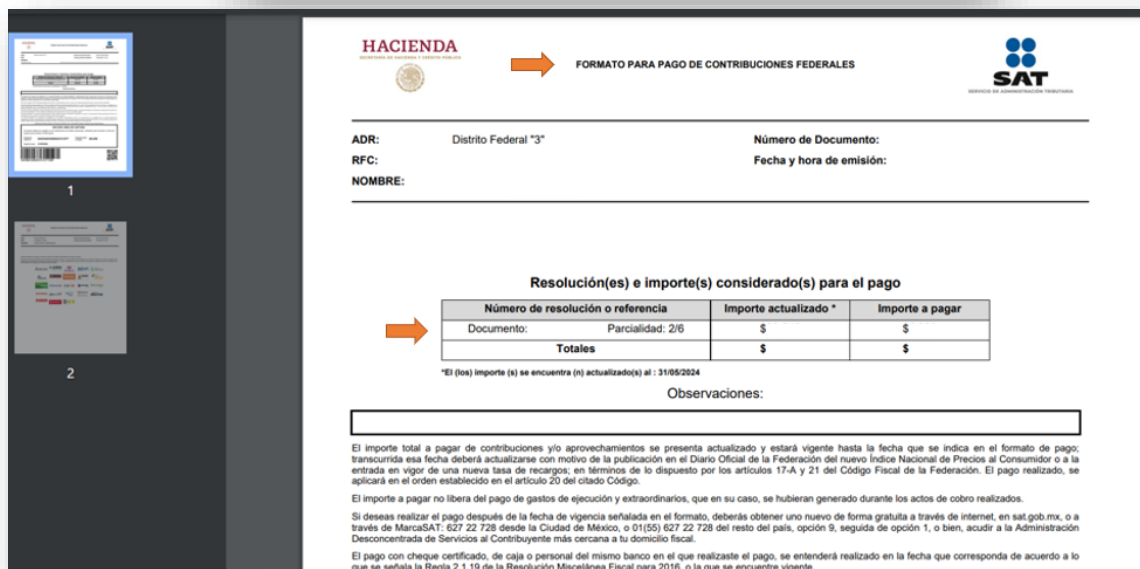 HACIENDA
SECRETARÍA DE HACIENDA Y CRÉDITO PÚBLICO
FORMATO PARA PAGO DE CONTRIBUCIONES FEDERALES
SAT
SERVICIO DE ADMINISTRACIÓN TRIBUTARIA
ADR: Distrito Federal "3" Número de Documento:
RFC: Fecha y hora de emisión:
NOMBRE:
1
2
Resolución(es) e importe(s) considerado(s) para el pago
Número de resolución o referencia Importe actualizado * Importe a pagar
Documento: Parcialidad: 2/6 $ $
Totales $ $
*El (los) importe (s) se encuentra (n) actualizado(s) al : 31/05/2024
Observaciones:
El importe total a pagar de contribuciones y/o aprovechamientos se presenta actualizado y estará vigente hasta la fecha que se indica en el formato de pago;
transcurrida esa fecha deberá actualizarse con motivo de la publicación en el Diario Oficial de la Federación del nuevo Índice Nacional de Precios al Consumidor o a la
entrada en vigor de una nueva tasa de recargos; en términos de lo dispuesto por los artículos 17-A y 21 del Código Fiscal de la Federación. El pago realizado, se
aplicará en el orden establecido en el artículo 20 del citado Código.
El importe a pagar no libera del pago de gastos de ejecución y extraordinarios, que en su caso, se hubieran generado durante los actos de cobro realizados.
Si deseas realizar el pago después de la fecha de vigencia señalada en el formato, deberás obtener uno nuevo de forma gratuita a través de internet, en sat.gob.mx, o a
través de MarcaSAT: 627 22 728 desde la Ciudad de México, o 01(55) 627 22 728 del resto del país, opción 9, seguida de opción 1, o bien, acudir a la Administración
Desconcentrada de Servicios al Contribuyente más cercana a tu domicilio fiscal.
El pago con cheque certificado, de caja o personal del mismo banco en el que realizaste el pago, se entenderá realizado en la fecha que corresponda de acuerdo a lo
que se señala la Regla 2.1.19 de la Resolución Miscelánea Fiscal para 2016, o la que se encuentre vigente.